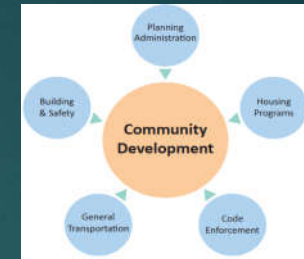 Planning
Administration
Building
& Safety
Housing
Programs
Community
Development
General
Transportation
Code
Enforcement